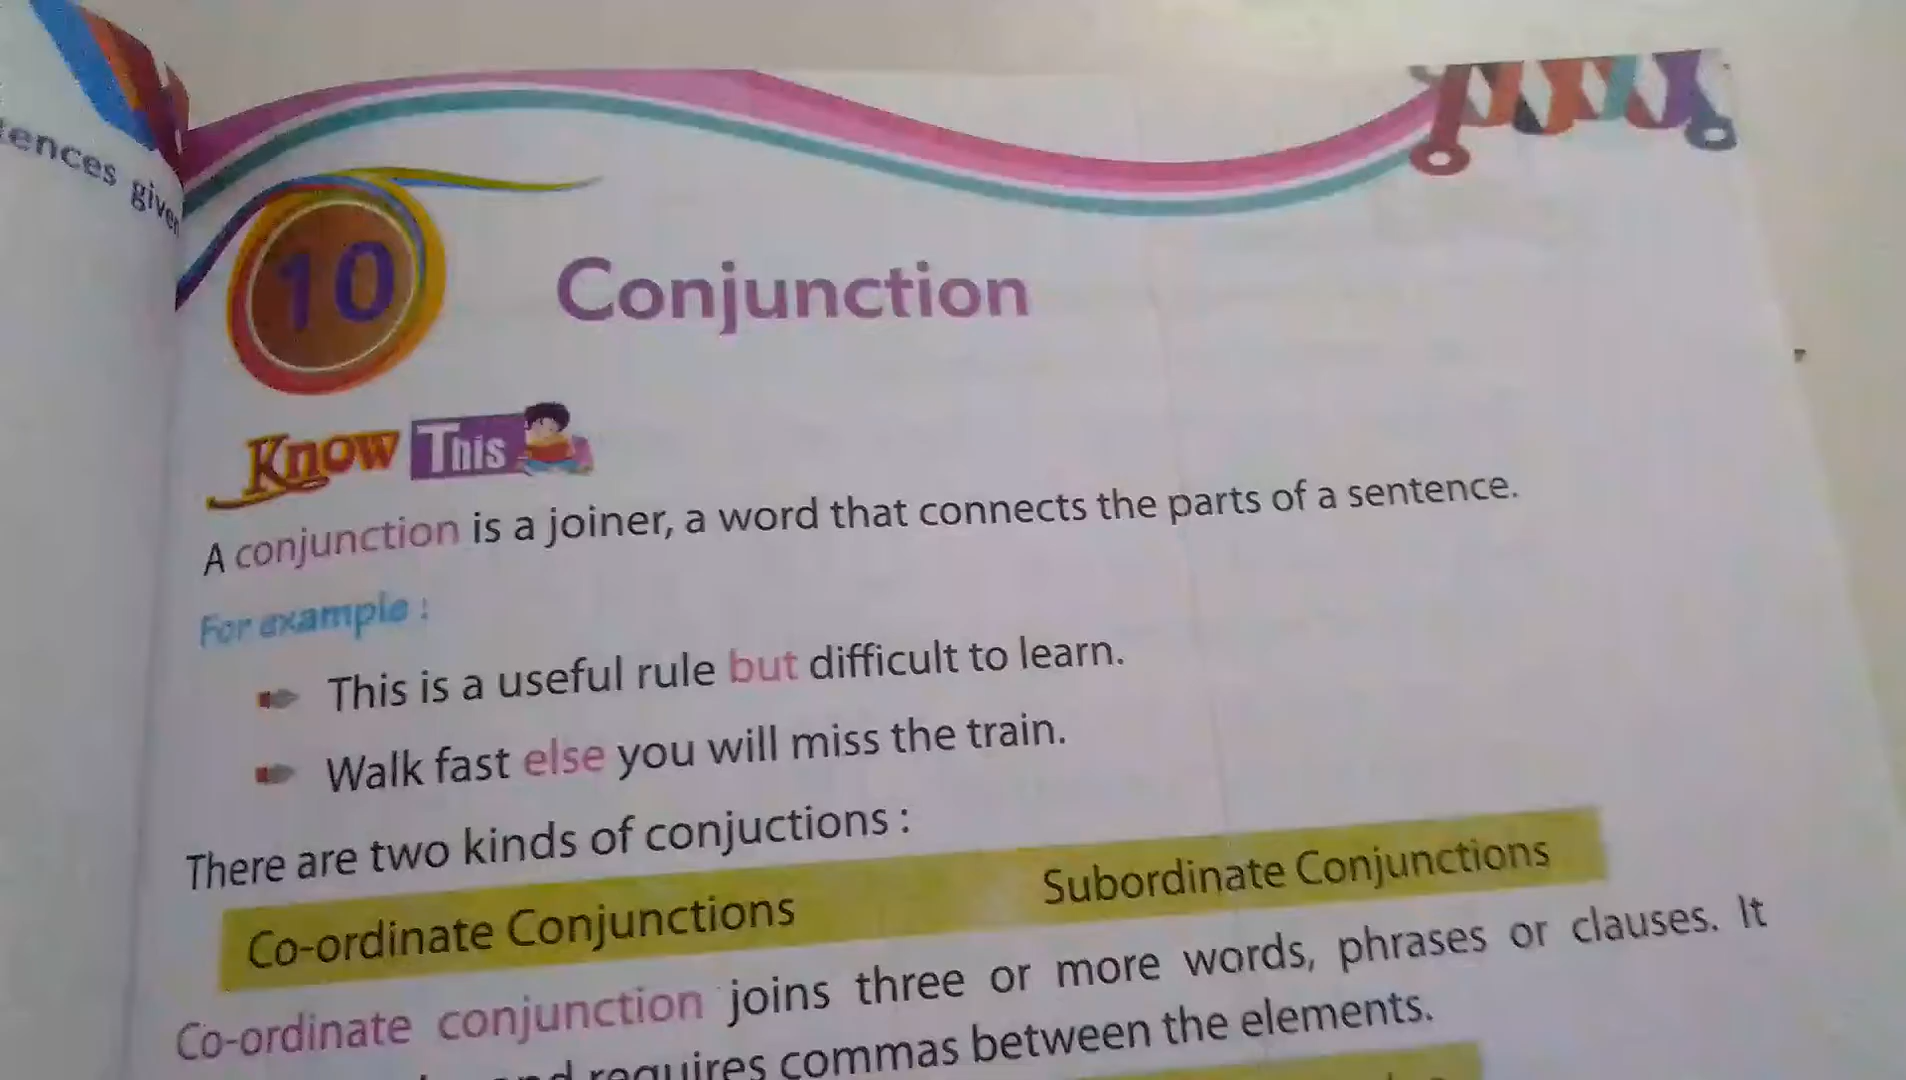 ences given
10
Conjunction
Know This
A conjunction is a joiner, a word that connects the parts of a sentence.
For example :
This is a useful rule but difficult to learn.
Walk fast else you will miss the train.
There are two kinds of conjuctions :
Co-ordinate Conjunctions Subordinate Conjunctions
Co-ordinate conjunction joins three or more words, phrases or clauses. It
and requires commas between the elements.